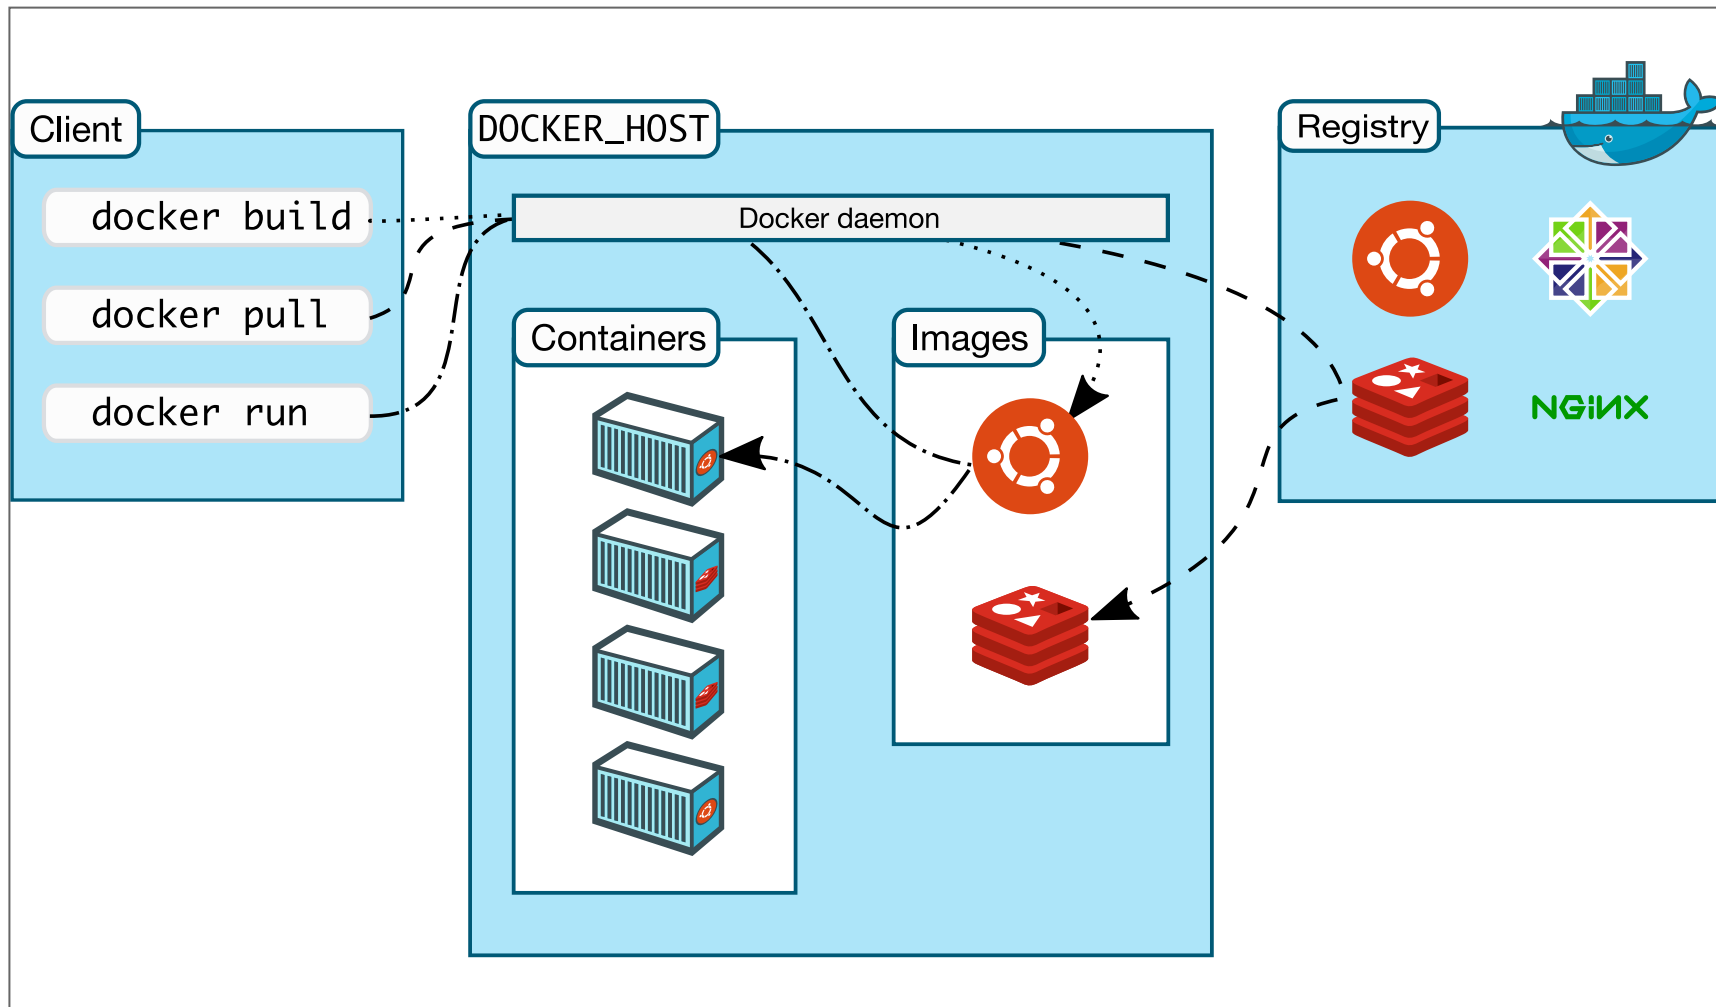 Client
docker build
docker pull
docker run
DOCKER_HOST
Docker daemon
Containers
Images
Registry
NGINX